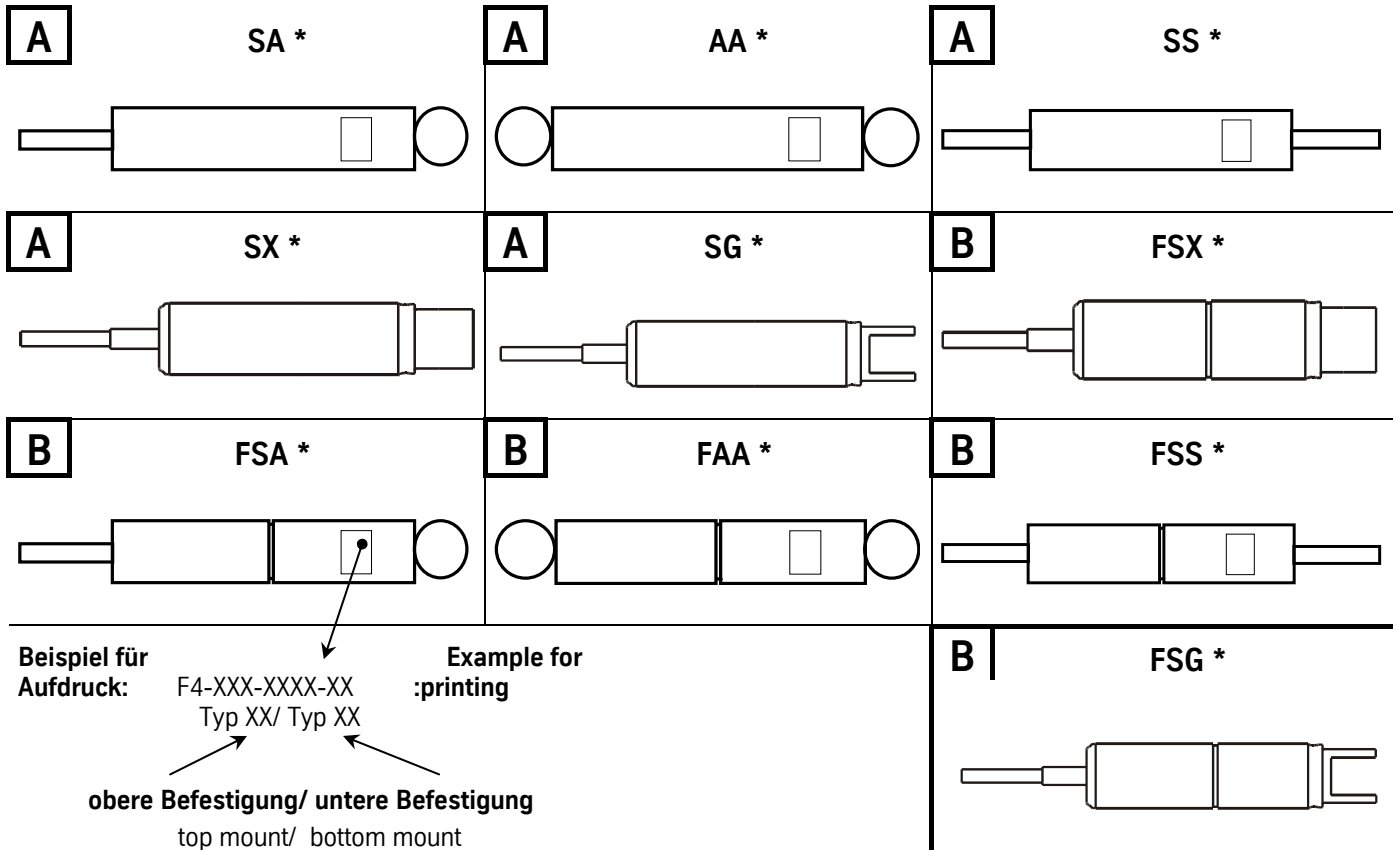 A
SA *
A
AA *
A
SS *
A
SX *
A
SG *
B
FSX *
B
FSA *
B
FAA *
B
FSS *
Beispiel für
Aufdruck:
Example for
:printing
F4-XXX-XXXX-XX
Typ XX/ Typ XX
obere Befestigung/ untere Befestigung
top mount/ bottom mount
B
FSG *